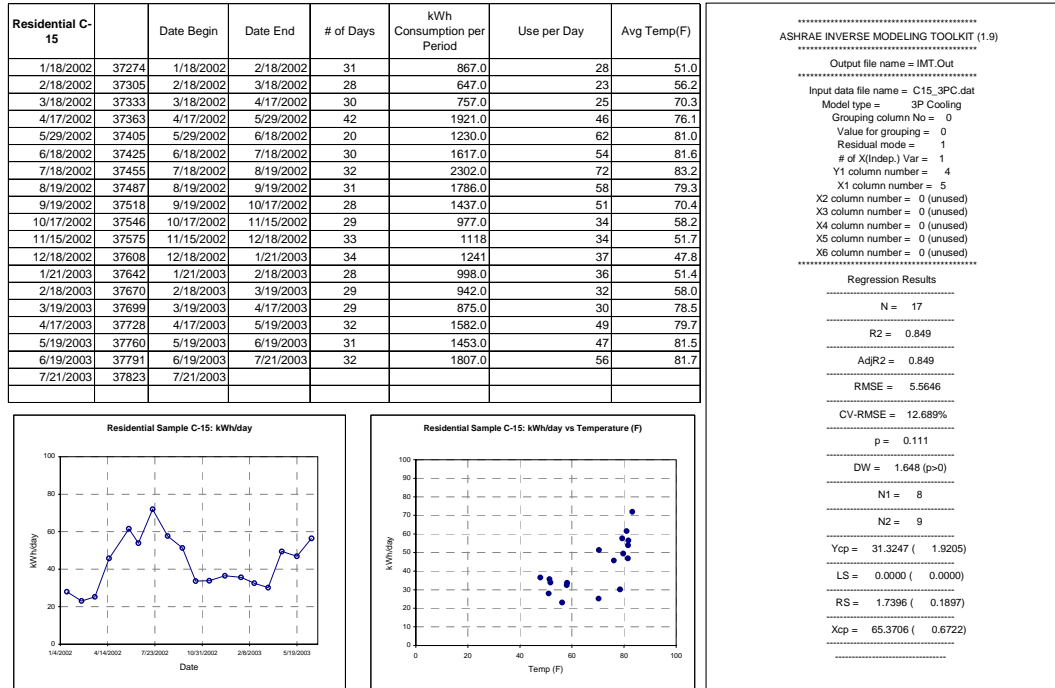 Residential C-15 Date Begin Date End # of Days kWh Consumption per Period Use per Day Avg Temp(F)
1/18/2002 37274 1/18/2002 2/18/2002 31 867.0 28 51.0
2/18/2002 37305 2/18/2002 3/18/2002 28 647.0 23 56.2
3/18/2002 37333 3/18/2002 4/17/2002 30 757.0 25 70.3
4/17/2002 37363 4/17/2002 5/29/2002 42 1921.0 46 76.1
5/29/2002 37405 5/29/2002 6/18/2002 20 1230.0 62 81.0
6/18/2002 37425 6/18/2002 7/18/2002 30 1617.0 54 81.6
7/18/2002 37455 7/18/2002 8/19/2002 32 2302.0 72 83.2
8/19/2002 37487 8/19/2002 9/19/2002 31 1786.0 58 79.3
9/19/2002 37518 9/19/2002 10/17/2002 28 1437.0 51 70.4
10/17/2002 37546 10/17/2002 11/15/2002 29 977.0 34 58.2
11/15/2002 37575 11/15/2002 12/18/2002 33 1118 34 51.7
12/18/2002 37608 12/18/2002 1/21/2003 34 1241 37 47.8
1/21/2003 37642 1/21/2003 2/18/2003 28 998.0 36 51.4
2/18/2003 37670 2/18/2003 3/19/2003 29 942.0 32 58.0
3/19/2003 37699 3/19/2003 4/17/2003 29 875.0 30 78.5
4/17/2003 37728 4/17/2003 5/19/2003 32 1582.0 49 79.7
5/19/2003 37760 5/19/2003 6/19/2003 31 1453.0 47 81.5
6/19/2003 37791 6/19/2003 7/21/2003 32 1807.0 56 81.7
7/21/2003 37823 7/21/2003
Residential Sample C-15: kWh/day
100
80
60
40
20
0
kWh/day
1/4/2002 4/14/2002 7/23/2002 10/31/2002 2/8/2003 5/19/2003
Date
Residential Sample C-15: kWh/day vs Temperature (F)
100
90
80
70
60
50
40
30
20
10
0
kWh/day
0 20 40 60 80 100
Temp (F)
********************************************
ASHRAE INVERSE MODELING TOOLKIT (1.9)
********************************************
Output file name = IMT.Out
********************************************
Input data file name = C15_3PC.dat
Model type = 3P Cooling
Grouping column No = 0
Value for grouping = 0
Residual mode = 1
# of X(Indep.) Var = 1
Y1 column number = 4
X1 column number = 5
X2 column number = 0 (unused)
X3 column number = 0 (unused)
X4 column number = 0 (unused)
X5 column number = 0 (unused)
X6 column number = 0 (unused)
********************************************
Regression Results
--------------------------------------
N = 17
--------------------------------------
R2 = 0.849
--------------------------------------
AdjR2 = 0.849
--------------------------------------
RMSE = 5.5646
--------------------------------------
CV-RMSE = 12.689%
--------------------------------------
p = 0.111
--------------------------------------
DW = 1.648 (p>0)
--------------------------------------
N1 = 8
--------------------------------------
N2 = 9
--------------------------------------
Ycp = 31.3247 ( 1.9205)
--------------------------------------
LS = 0.0000 ( 0.0000)
--------------------------------------
RS = 1.7396 ( 0.1897)
--------------------------------------
Xcp = 65.3706 ( 0.6722)
--------------------------------------
---------------------------------